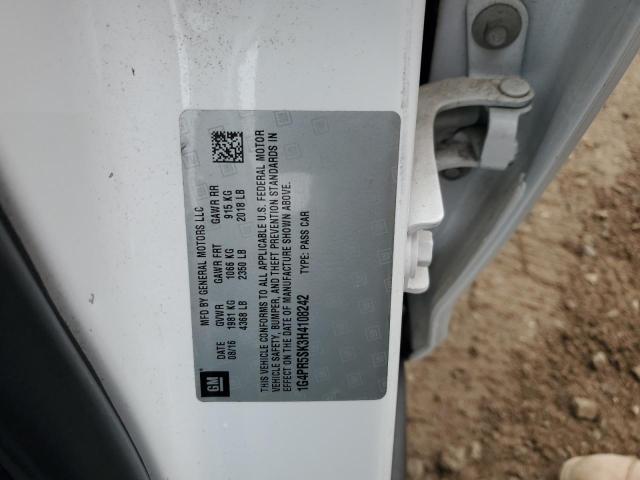 GM
MFD BY GENERAL MOTORS LLC
DATE GVWR GAWR FRT GAWR RR
08/16 1981 KG 1066 KG 915 KG
4368 LB 2350 LB 2018 LB
THIS VEHICLE CONFORMS TO ALL APPLICABLE U.S. FEDERAL MOTOR
VEHICLE SAFETY, BUMPER, AND THEFT PREVENTION STANDARDS IN
EFFECT ON THE DATE OF MANUFACTURE SHOWN ABOVE.
1G4PR5SK3H4108242 TYPE: PASS CAR